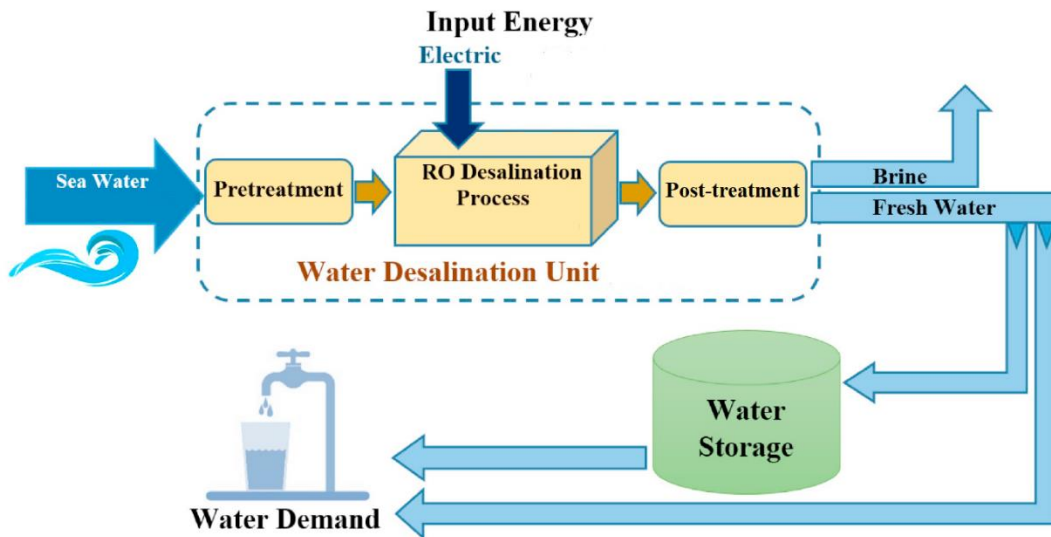 Input Energy
Electric
Sea Water
Pretreatment
RO Desalination
Process
Post-treatment
Brine
Fresh Water
Water Desalination Unit
Water
Storage
Water Demand